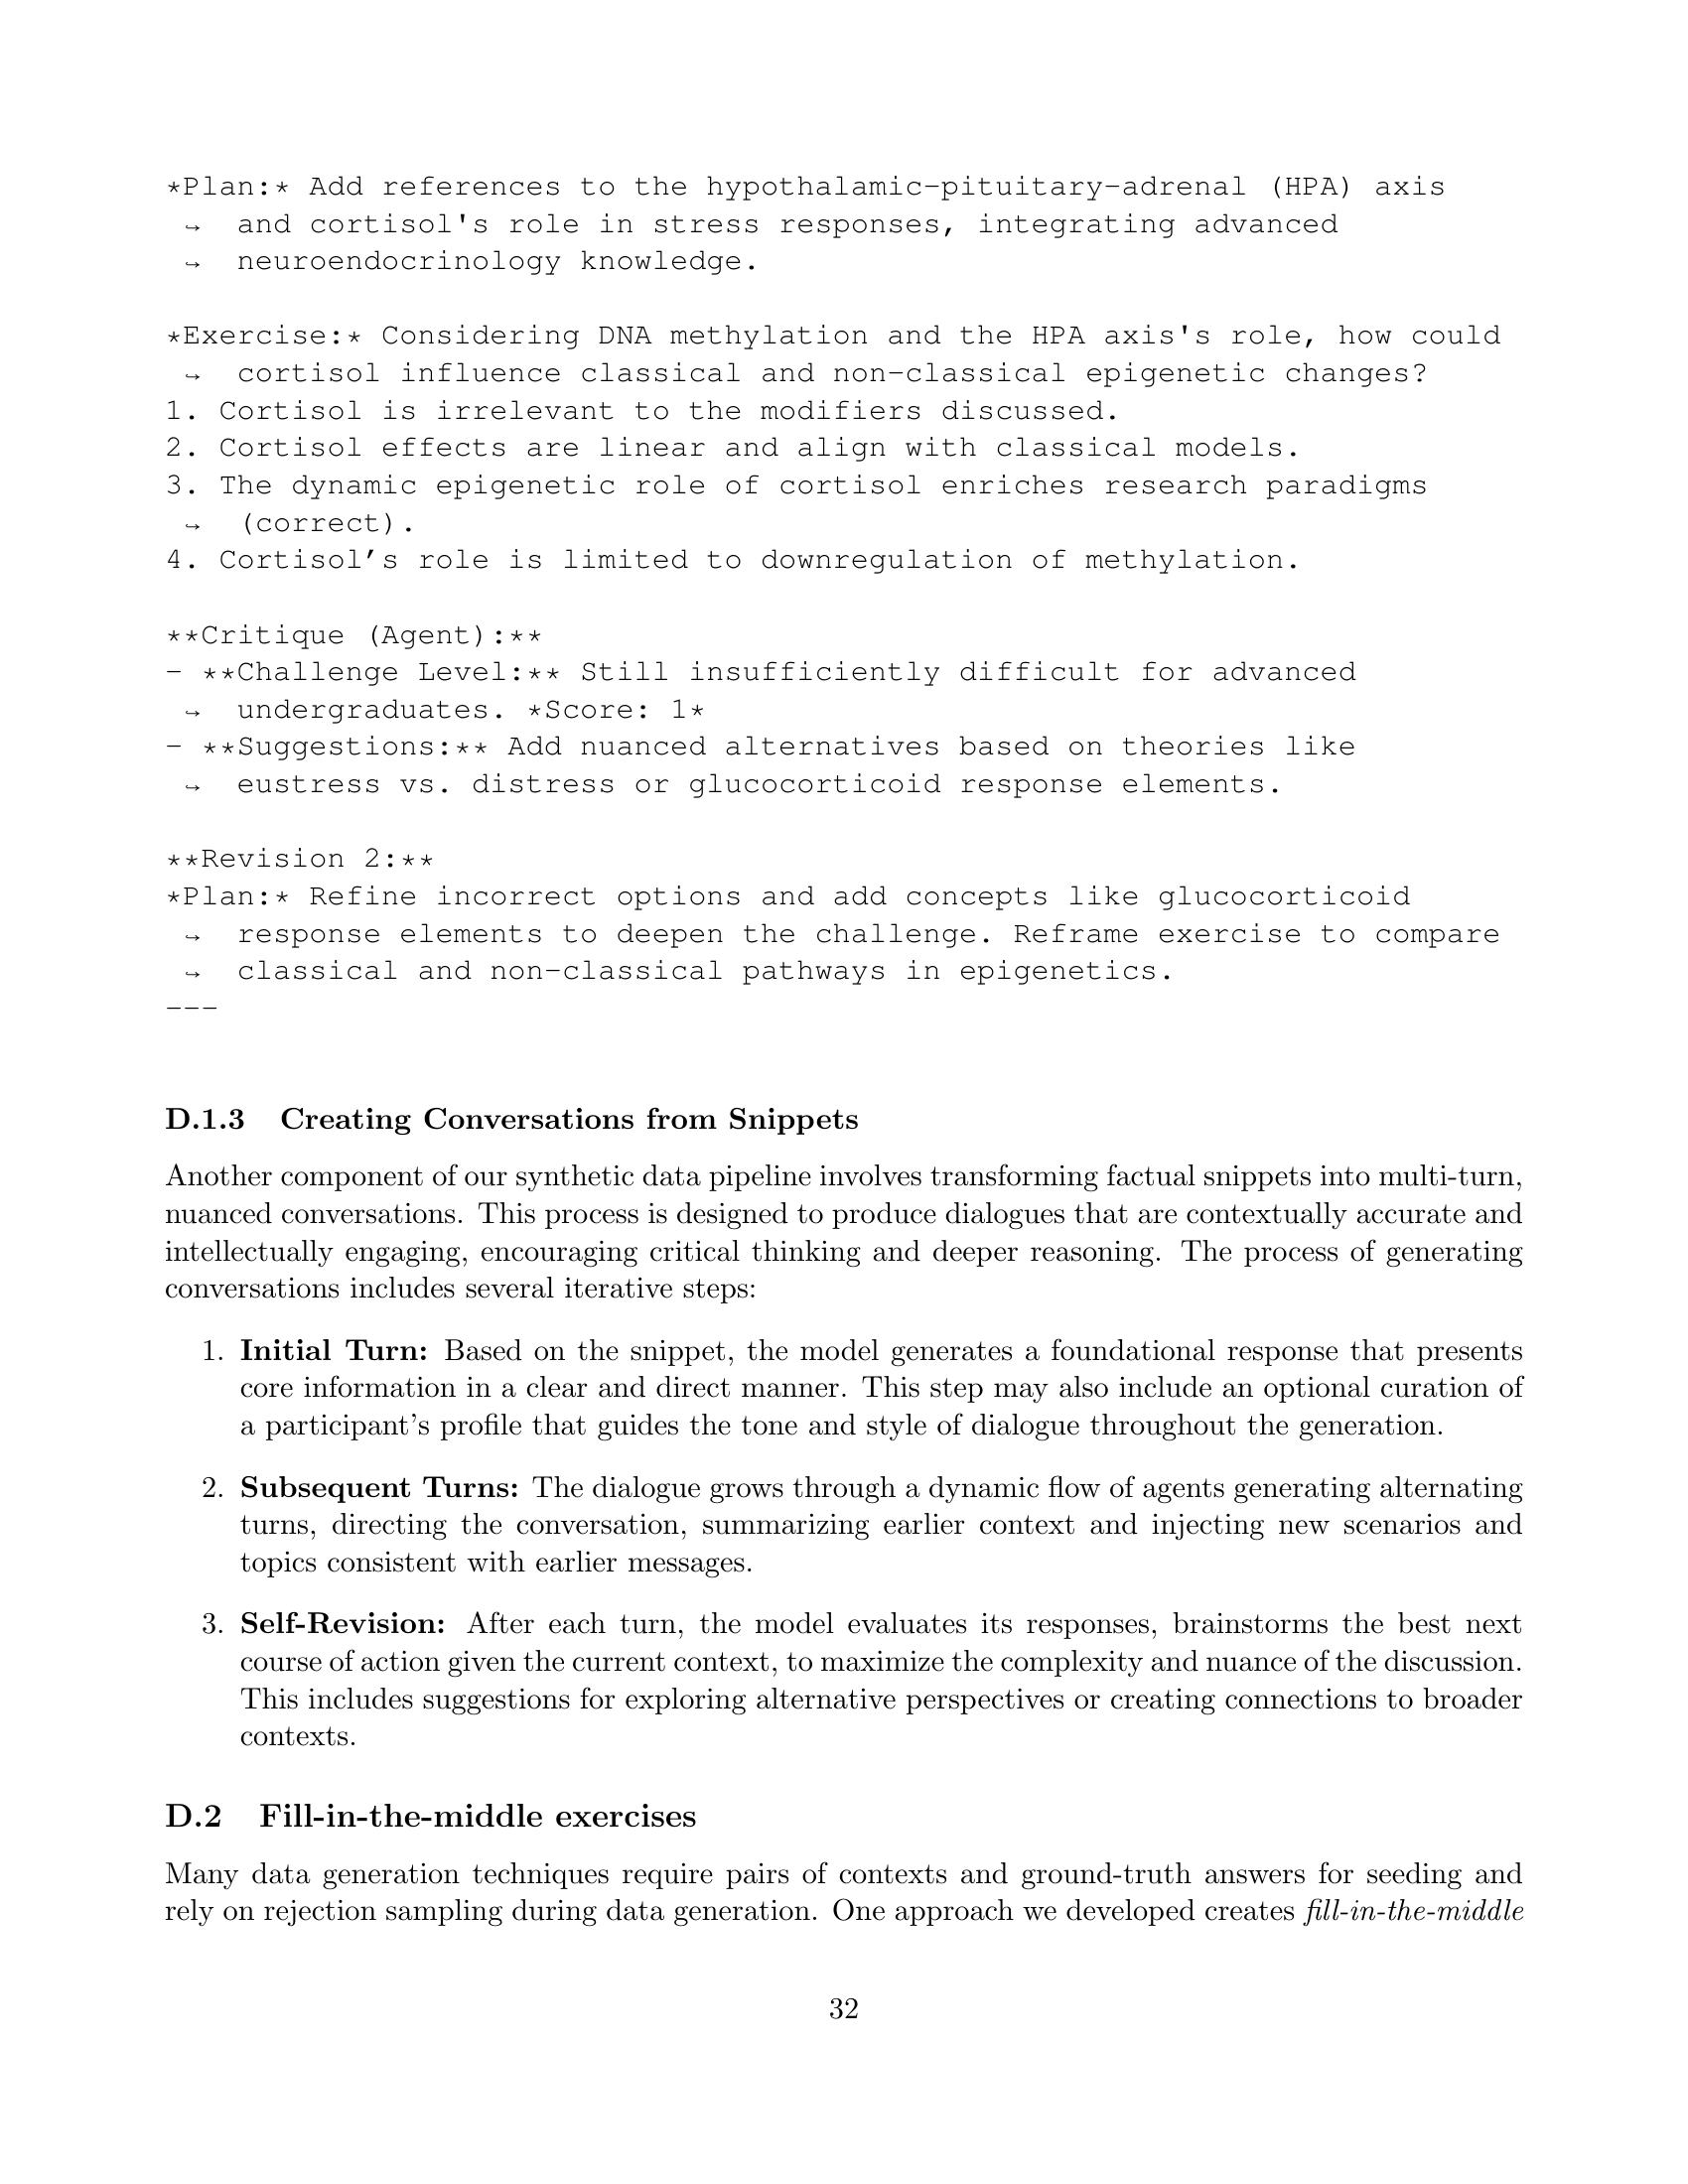 *Plan:* Add references to the hypothalamic-pituitary-adrenal (HPA) axis
↪ and cortisol's role in stress responses, integrating advanced
↪ neuroendocrinology knowledge.
*Exercise:* Considering DNA methylation and the HPA axis's role, how could
↪ cortisol influence classical and non-classical epigenetic changes?
1. Cortisol is irrelevant to the modifiers discussed.
2. Cortisol effects are linear and align with classical models.
3. The dynamic epigenetic role of cortisol enriches research paradigms
↪ (correct).
4. Cortisol’s role is limited to downregulation of methylation.
**Critique (Agent):**
- **Challenge Level:** Still insufficiently difficult for advanced
↪ undergraduates. *Score: 1*
- **Suggestions:** Add nuanced alternatives based on theories like
↪ eustress vs. distress or glucocorticoid response elements.
**Revision 2:**
*Plan:* Refine incorrect options and add concepts like glucocorticoid
↪ response elements to deepen the challenge. Reframe exercise to compare
↪ classical and non-classical pathways in epigenetics.
---
D.1.3 Creating Conversations from Snippets
Another component of our synthetic data pipeline involves transforming factual snippets into multi-turn,
nuanced conversations. This process is designed to produce dialogues that are contextually accurate and
intellectually engaging, encouraging critical thinking and deeper reasoning. The process of generating
conversations includes several iterative steps:
1. Initial Turn: Based on the snippet, the model generates a foundational response that presents
core information in a clear and direct manner. This step may also include an optional curation of
a participant’s profile that guides the tone and style of dialogue throughout the generation.
2. Subsequent Turns: The dialogue grows through a dynamic flow of agents generating alternating
turns, directing the conversation, summarizing earlier context and injecting new scenarios and
topics consistent with earlier messages.
3. Self-Revision: After each turn, the model evaluates its responses, brainstorms the best next
course of action given the current context, to maximize the complexity and nuance of the discussion.
This includes suggestions for exploring alternative perspectives or creating connections to broader
contexts.
D.2 Fill-in-the-middle exercises
Many data generation techniques require pairs of contexts and ground-truth answers for seeding and
rely on rejection sampling during data generation. One approach we developed creates fill-in-the-middle
32